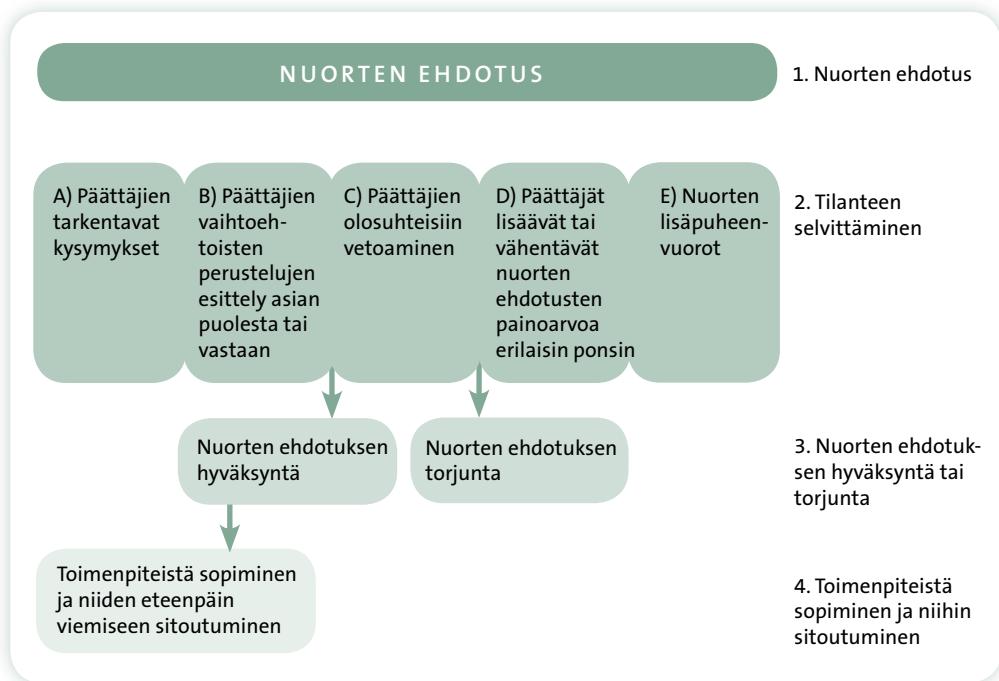 NUORTEN EHDOTUS
1. Nuorten ehdotus
A) Päättäjien
tarkentavat
kysymykset
B) Päättäjien
vaihtoeh-
toisten
perustelujen
esittely asian
puolesta tai
vastaan
C) Päättäjien
olosuhteisiin
vetoaminen
D) Päättäjät
lisäävät tai
vähentävät
nuorten
ehdotusten
painoarvoa
erilaisin ponsin
E) Nuorten
lisäpuheen-
vuorot
2. Tilanteen
selvittäminen
Nuorten ehdotuksen
hyväksyntä
Nuorten ehdotuksen
torjunta
3. Nuorten ehdotuk-
sen hyväksyntä tai
torjunta
Toimenpiteistä sopiminen
ja niiden eteenpäin
viemiseen sitoutuminen
4. Toimenpiteistä
sopiminen ja niihin
sitoutuminen